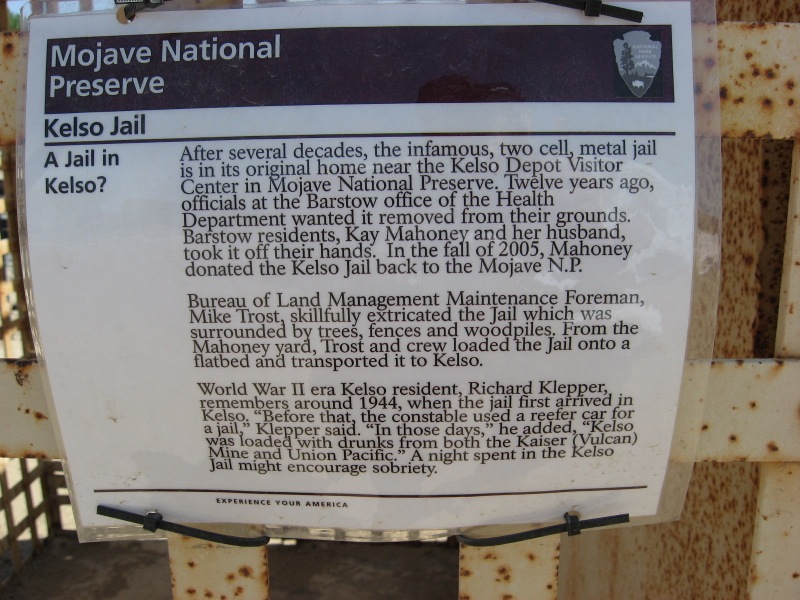 Mojave National
Preserve
NATIONAL
PARK
SERVICE
Kelso Jail
A Jail in
Kelso?
After several decades, the infamous, two cell, metal jail
is in its original home near the Kelso Depot Visitor
Center in Mojave National Preserve. Twelve years ago,
officials at the Barstow office of the Health
Department wanted it removed from their grounds.
Barstow residents, Kay Mahoney and her husband,
took it off their hands. In the fall of 2005, Mahoney
donated the Kelso Jail back to the Mojave N.P.
Bureau of Land Management Maintenance Foreman,
Mike Trost, skillfully extricated the Jail which was
surrounded by trees, fences and woodpiles. From the
Mahoney yard, Trost and crew loaded the Jail onto a
flatbed and transported it to Kelso.
World War II era Kelso resident, Richard Klepper,
remembers around 1944, when the jail first arrived in
Kelso. “Before that, the constable used a reefer car for
a jail,” Klepper said. “In those days,” he added, “Kelso
was loaded with drunks from both the Kaiser (Vulcan)
Mine and Union Pacific.” A night spent in the Kelso
Jail might encourage sobriety.
EXPERIENCE YOUR AMERICA